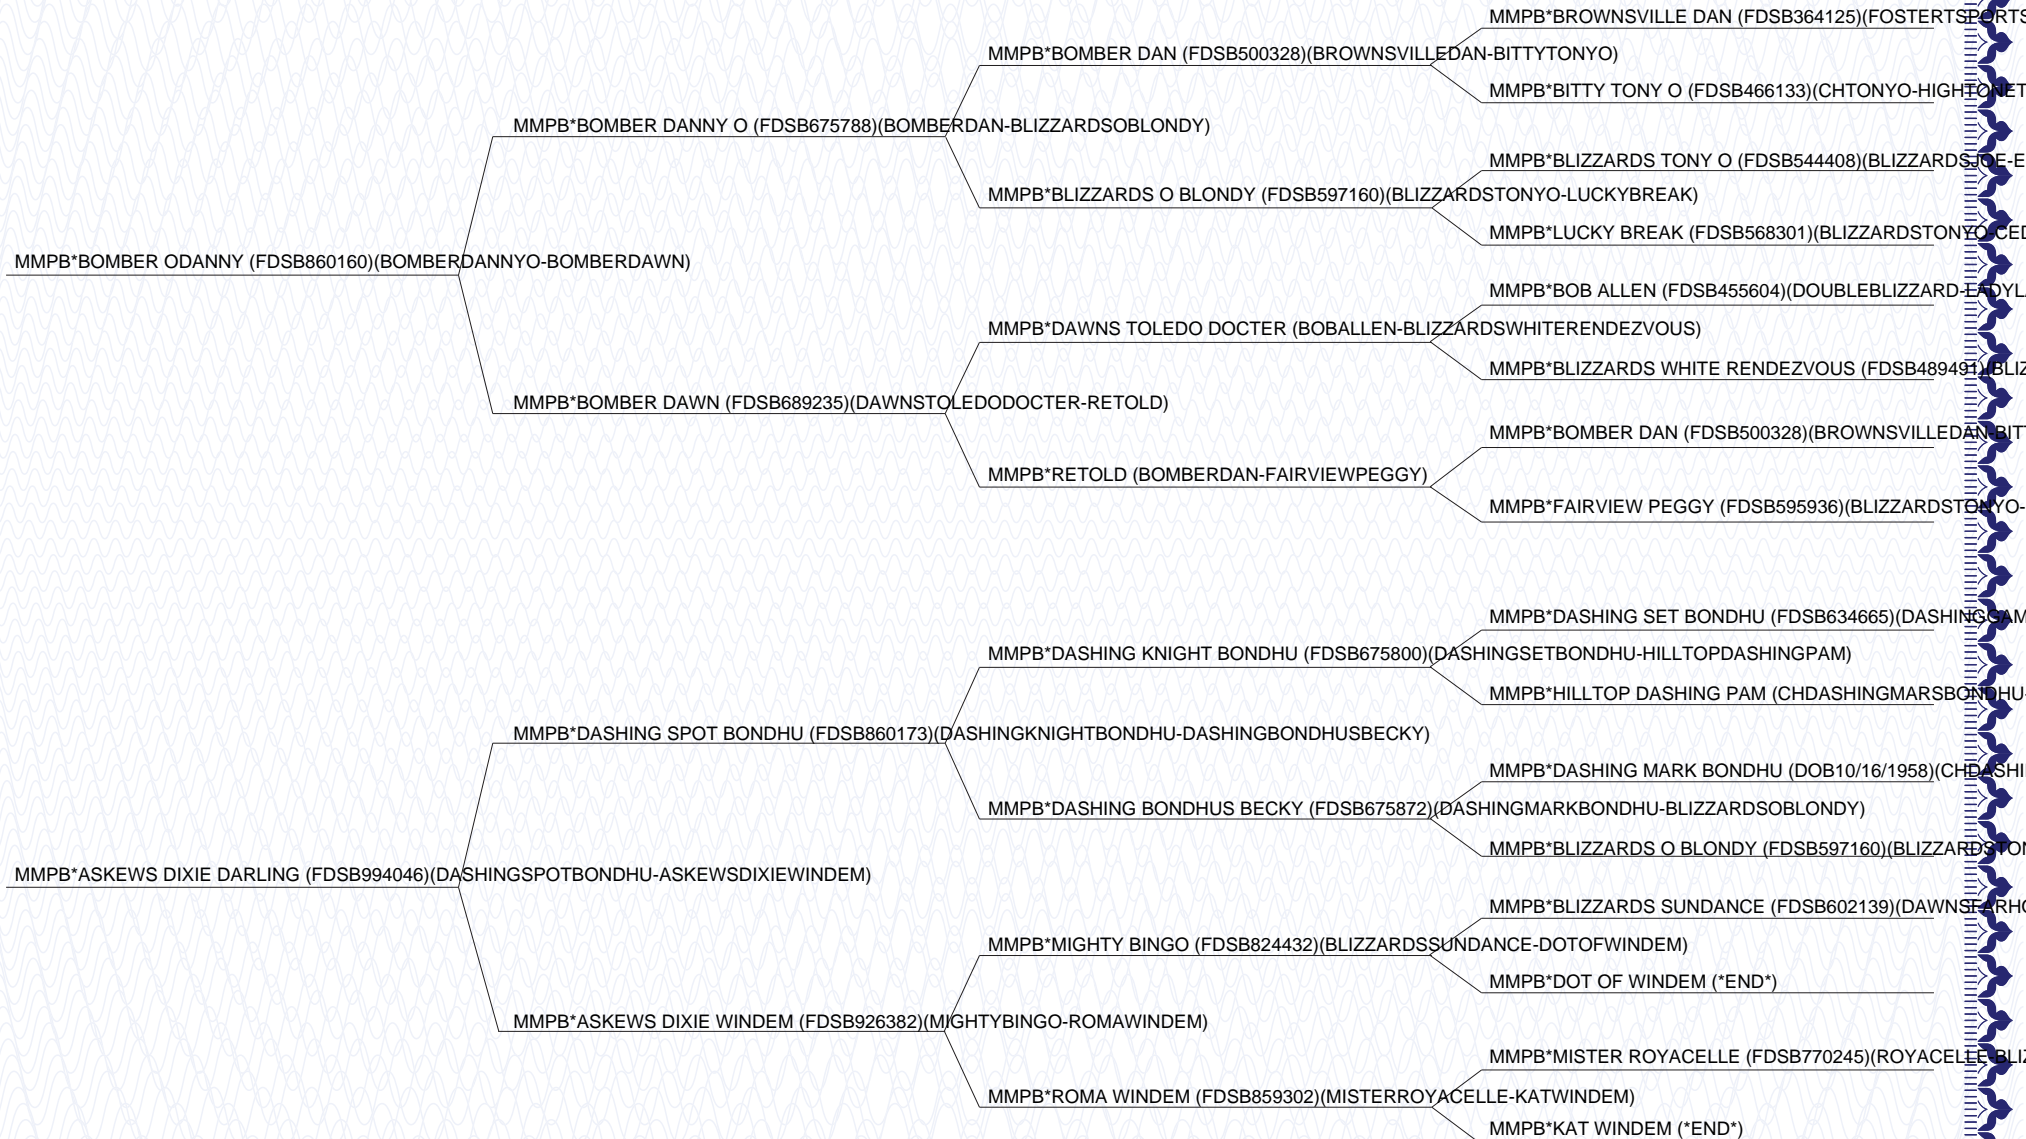 MMPB*BROWNSVILLE DAN (FDSB364125)(FOSTERTSPORTS
MMPB*BOMBER DAN (FDSB500328)(BROWNSVILLEDAN-BITTYTONYO)
MMPB*BITTY TONY O (FDSB466133)(CHTONYO-HIGHTONET
MMPB*BOMBER DANNY O (FDSB675788)(BOMBERDAN-BLIZZARDSOBLONDY)
MMPB*BLIZZARDS TONY O (FDSB544408)(BLIZZARDSJOE-E
MMPB*BLIZZARDS O BLONDY (FDSB597160)(BLIZZARDSTONYO-LUCKYBREAK)
MMPB*LUCKY BREAK (FDSB568301)(BLIZZARDSTONYO-CED
MMPB*BOMBER ODANNY (FDSB860160)(BOMBERDANNYO-BOMBERDAWN)
MMPB*BOB ALLEN (FDSB455604)(DOUBLEBLIZZARD-LADYLA
MMPB*DAWNS TOLEDO DOCTER (BOBALLEN-BLIZZARDSWHITERENDEZVOUS)
MMPB*BLIZZARDS WHITE RENDEZVOUS (FDSB489491)(BLIZ
MMPB*BOMBER DAWN (FDSB689235)(DAWNSTOLEDODOCTER-RETOLD)
MMPB*BOMBER DAN (FDSB500328)(BROWNSVILLEDAN-BITT
MMPB*RETOLD (BOMBERDAN-FAIRVIEWPEGGY)
MMPB*FAIRVIEW PEGGY (FDSB595936)(BLIZZARDSTONYO-
MMPB*DASHING SET BONDHU (FDSB634665)(DASHINGGAM
MMPB*DASHING KNIGHT BONDHU (FDSB675800)(DASHINGSETBONDHU-HILLTOPDASHINGPAM)
MMPB*HILLTOP DASHING PAM (CHDASHINGMARSBONDHU-
MMPB*DASHING SPOT BONDHU (FDSB860173)(DASHINGKNIGHTBONDHU-DASHINGBONDHUSBECKY)
MMPB*DASHING MARK BONDHU (DOB10/16/1958)(CHDASHI
MMPB*DASHING BONDHUS BECKY (FDSB675872)(DASHINGMARKBONDHU-BLIZZARDSOBLONDY)
MMPB*BLIZZARDS O BLONDY (FDSB597160)(BLIZZARDSTON
MMPB*ASKEWS DIXIE DARLING (FDSB994046)(DASHINGSPOTBONDHU-ASKEWSDIXIEWINDEM)
MMPB*BLIZZARDS SUNDANCE (FDSB602139)(DAWNSEARHO
MMPB*MIGHTY BINGO (FDSB824432)(BLIZZARDSSUNDANCE-DOTOFWINDEM)
MMPB*DOT OF WINDEM (*END*)
MMPB*ASKEWS DIXIE WINDEM (FDSB926382)(MIGHTYBINGO-ROMAWINDEM)
MMPB*MISTER ROYACELLE (FDSB770245)(ROYACELLE-BLIZ
MMPB*ROMA WINDEM (FDSB859302)(MISTERROYACELLE-KATWINDEM)
MMPB*KAT WINDEM (*END*)